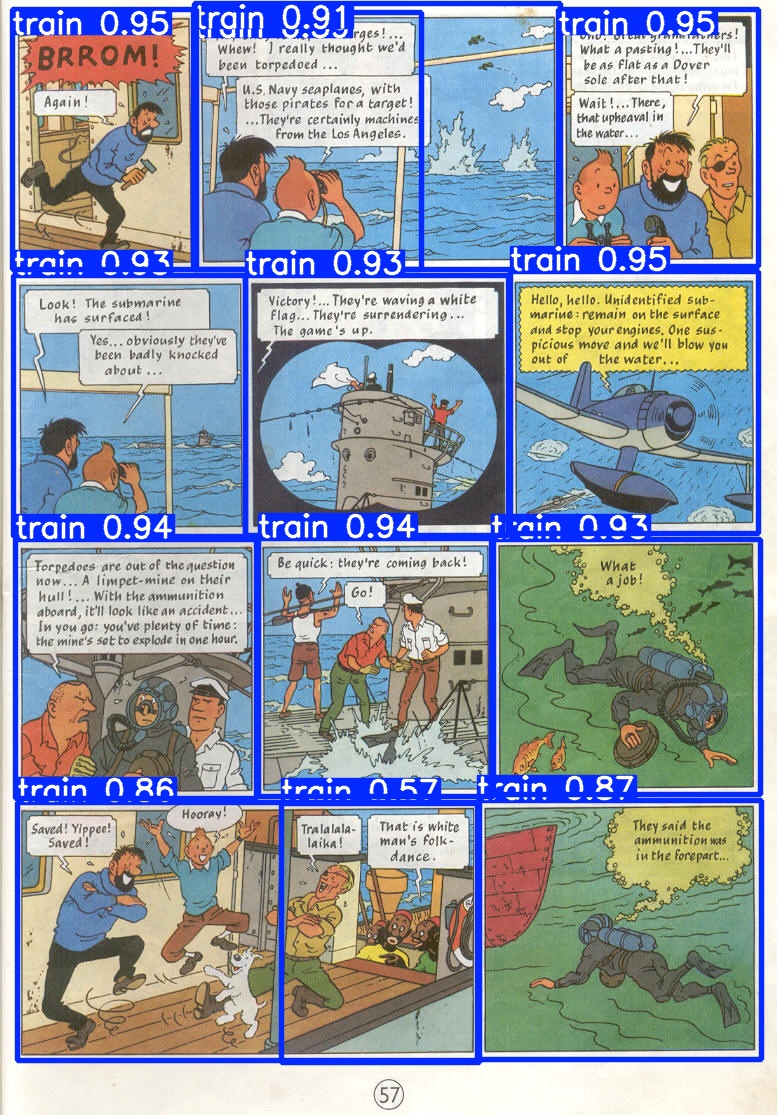 train 0.95
BRROM!
Again!
train 0.91
Whew! I really thought we'd
been torpedoed...
U.S. Navy seaplanes, with
those pirates for a target!
...They're certainly machines
from the Los Angeles.
train 0.95
What a pasting!...They'll
be as flat as a Dover
sole after that!
Wait!...There,
that upheaval in
the water...
train 0.93
Look! The submarine
has surfaced!
Yes... obviously they've
been badly knocked
about...
train 0.93
Victory!... They're waving a white
flag... They're surrendering...
The game's up.
train 0.95
Hello, hello. Unidentified sub-
marine: remain on the surface
and stop your engines. One sus-
picious move and we'll blow you
out of the water...
train 0.94
Torpedoes are out of the question
now... A limpet-mine on their
hull!... With the ammunition
aboard, it'll look like an accident...
In you go: you've plenty of time:
the mine's set to explode in one hour.
train 0.94
Be quick: they're coming back!
Go!
train 0.93
What
a job!
train 0.86
Saved! Yippee!
Saved!
Hooray!
train 0.57
Tralalala-
laika!
That is white
man's folk-
dance.
train 0.87
They said the
ammunition was
in the forepart...
57